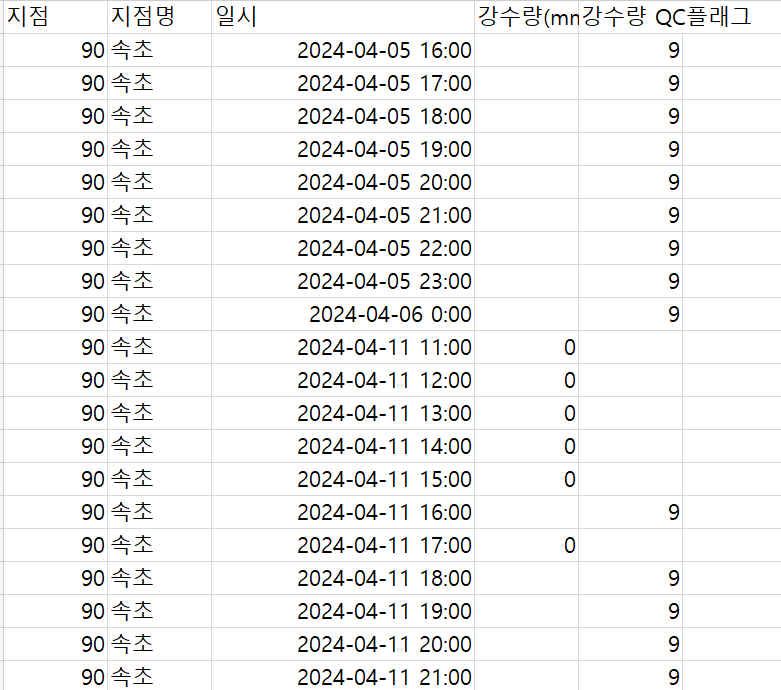 지점 지점명 일시 강수량(mm 강수량 QC플래그
90 속초 2024-04-05 16:00 9
90 속초 2024-04-05 17:00 9
90 속초 2024-04-05 18:00 9
90 속초 2024-04-05 19:00 9
90 속초 2024-04-05 20:00 9
90 속초 2024-04-05 21:00 9
90 속초 2024-04-05 22:00 9
90 속초 2024-04-05 23:00 9
90 속초 2024-04-06 0:00 9
90 속초 2024-04-11 11:00 0
90 속초 2024-04-11 12:00 0
90 속초 2024-04-11 13:00 0
90 속초 2024-04-11 14:00 0
90 속초 2024-04-11 15:00 0
90 속초 2024-04-11 16:00 9
90 속초 2024-04-11 17:00 0
90 속초 2024-04-11 18:00 9
90 속초 2024-04-11 19:00 9
90 속초 2024-04-11 20:00 9
90 속초 2024-04-11 21:00 9